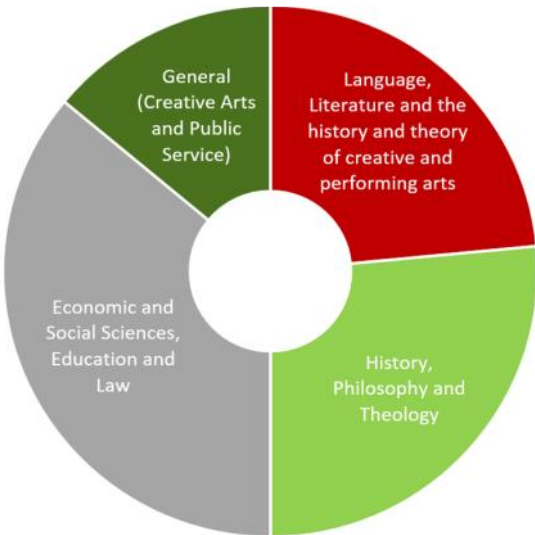 General
(Creative Arts
and Public
Service)
Language,
Literature and the
history and theory
of creative and
performing arts
Economic and
Social Sciences,
Education and
Law
History,
Philosophy and
Theology